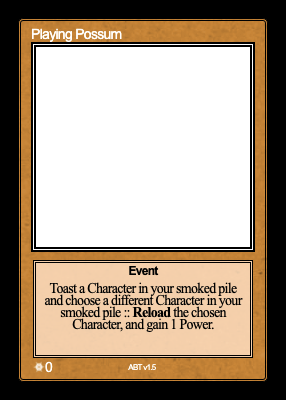 Playing Possum
Event
Toast a Character in your smoked pile
and choose a different Character in your
smoked pile :: Reload the chosen
Character, and gain 1 Power.
0
ABT v1.5